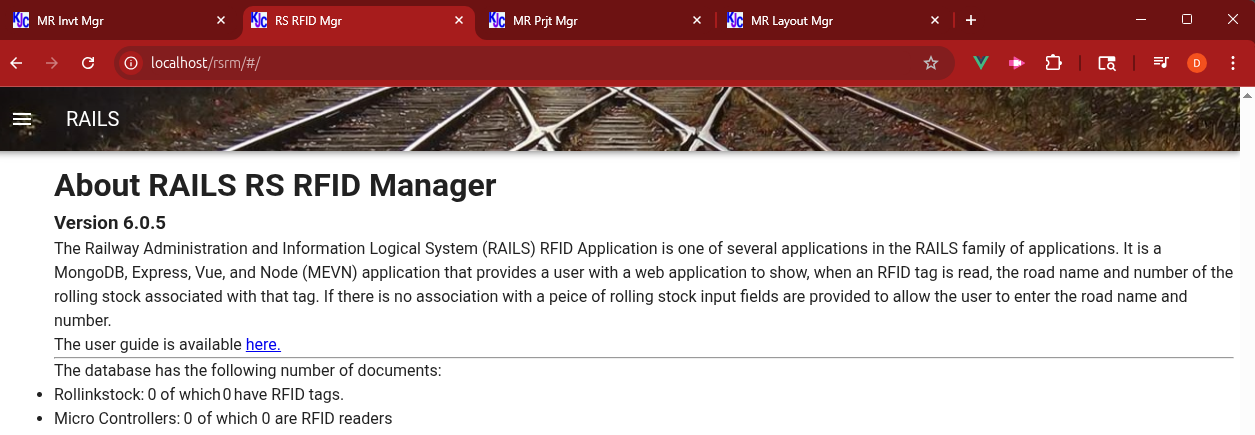 KJC MR Invt Mgr KJC RS RFID Mgr KJC MR Prjt Mgr KJC MR Layout Mgr
localhost/rsrm/#/ D
RAILS
About RAILS RS RFID Manager
Version 6.0.5
The Railway Administration and Information Logical System (RAILS) RFID Application is one of several applications in the RAILS family of applications. It is a
MongoDB, Express, Vue, and Node (MEVN) application that provides a user with a web application to show, when an RFID tag is read, the road name and number of the
rolling stock associated with that tag. If there is no association with a peice of rolling stock input fields are provided to allow the user to enter the road name and
number.
The user guide is available here.
The database has the following number of documents:
Rollinkstock: 0 of which 0 have RFID tags.
Micro Controllers: 0 of which 0 are RFID readers